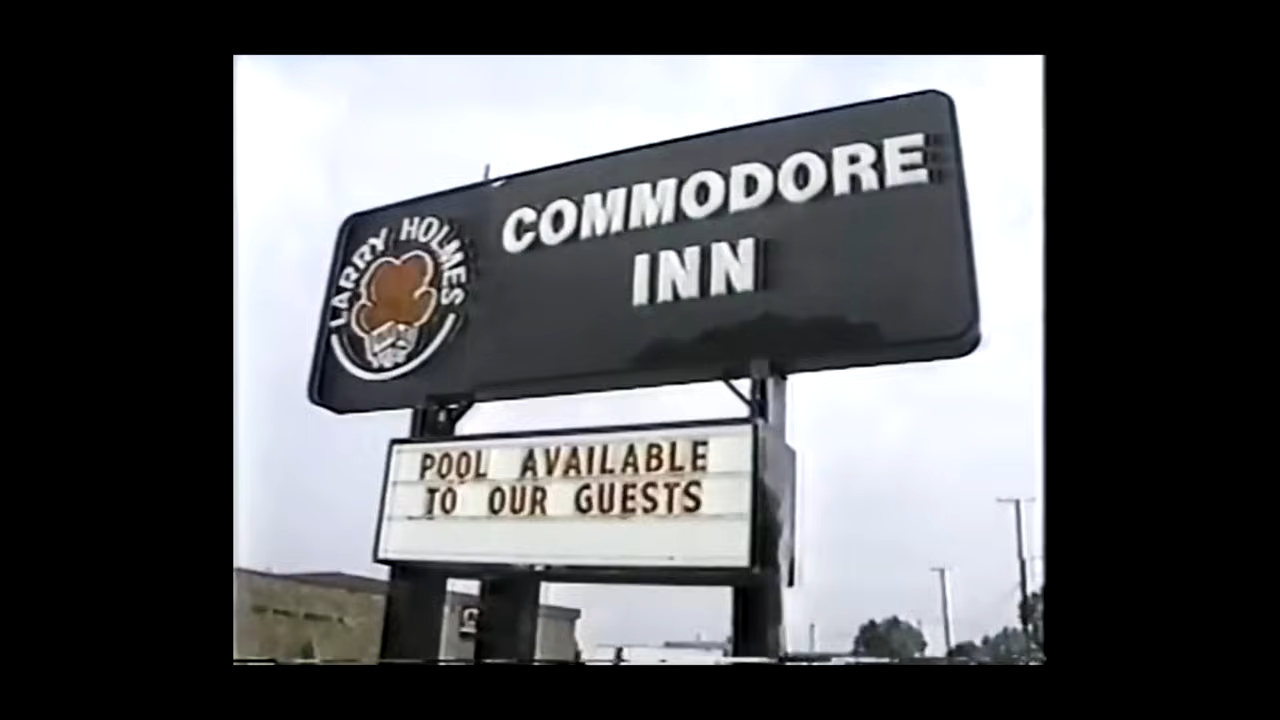 LARRY HOLMES
COMMODORE
INN
POOL AVAILABLE
TO OUR GUESTS